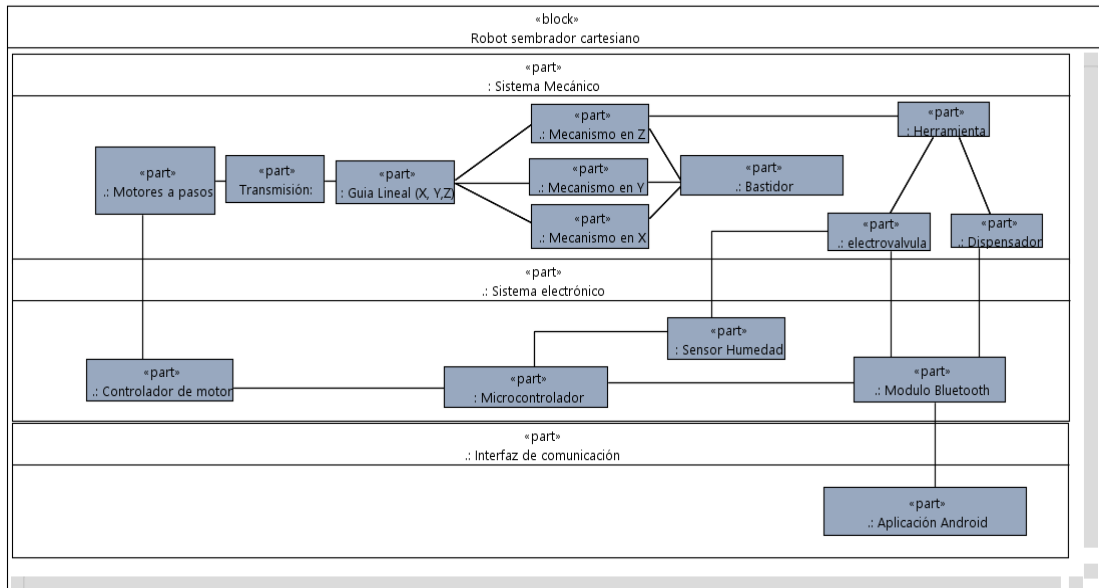 «block»
Robot sembrador cartesiano
«part»
: Sistema Mecánico
«part»
.: Motores a pasos
«part»
Transmisión:
«part»
: Guia Lineal (X, Y,Z)
«part»
.: Mecanismo en Z
«part»
.: Mecanismo en Y
«part»
.: Mecanismo en X
«part»
.: Bastidor
«part»
: Herramienta
«part»
.: electrovalvula
«part»
.: Dispensador
«part»
.: Sistema electrónico
«part»
: Sensor Humedad
«part»
.: Controlador de motor
«part»
: Microcontrolador
«part»
.: Modulo Bluetooth
«part»
.: Interfaz de comunicación
«part»
.: Aplicación Android